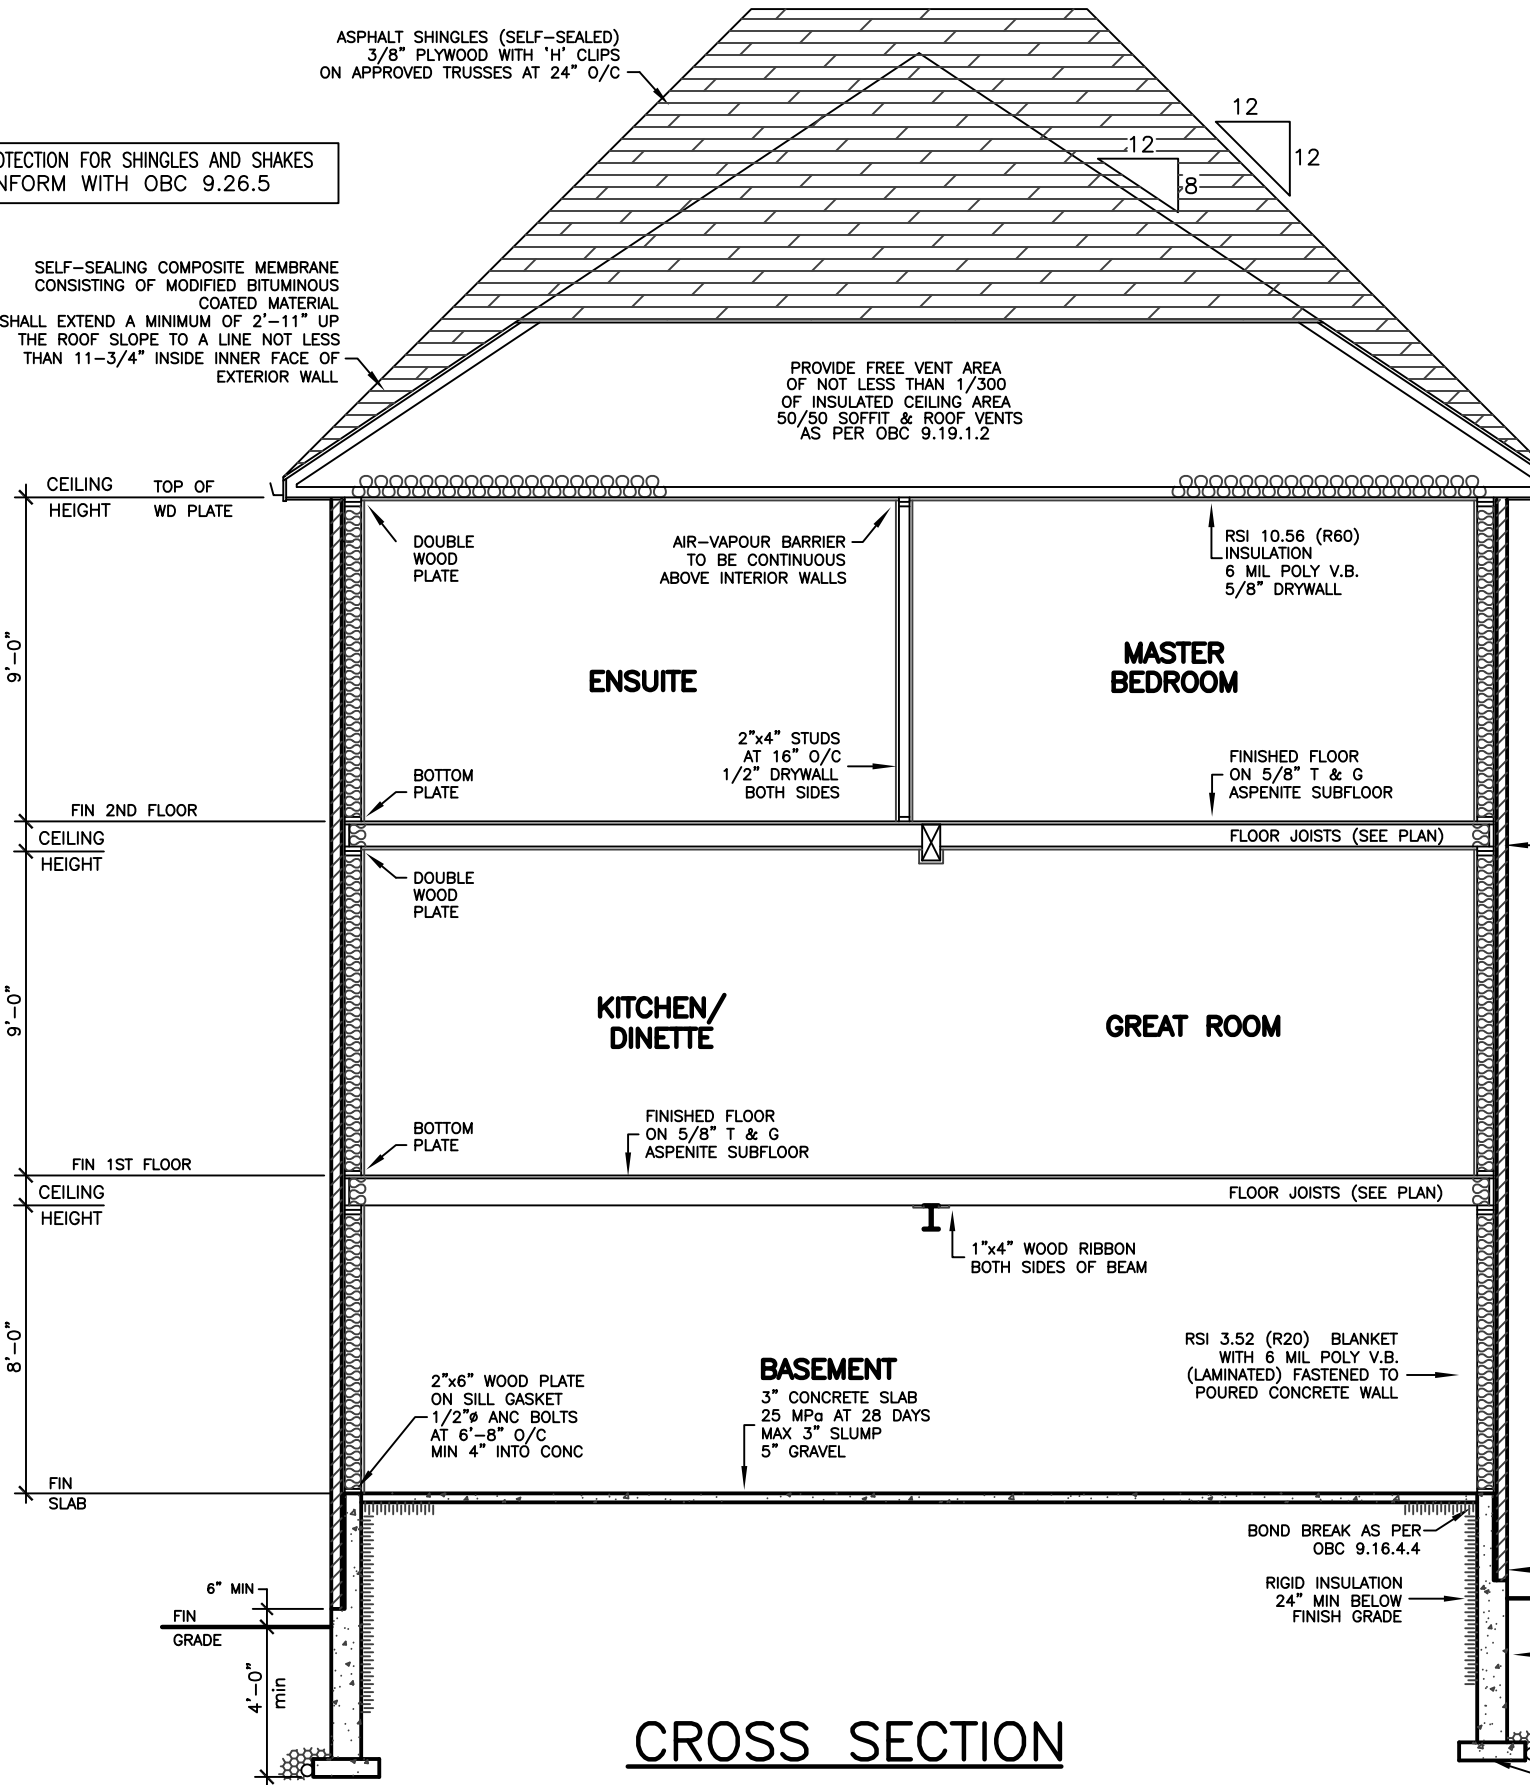 ASPHALT SHINGLES (SELF-SEALED)
3/8" PLYWOOD WITH 'H' CLIPS
ON APPROVED TRUSSES AT 24" O/C
12
12
12
8
FOR SHINGLES AND SHAKES
WITH OBC 9.26.5
SELF-SEALING COMPOSITE MEMBRANE
CONSISTING OF MODIFIED BITUMINOUS
COATED MATERIAL
SHALL EXTEND A MINIMUM OF 2'-11" UP
THE ROOF SLOPE TO A LINE NOT LESS
THAN 11-3/4" INSIDE INNER FACE OF
EXTERIOR WALL
PROVIDE FREE VENT AREA
OF NOT LESS THAN 1/300
OF INSULATED CEILING AREA
50/50 SOFFIT & ROOF VENTS
AS PER OBC 9.19.1.2
CEILING
HEIGHT
TOP OF
WD PLATE
DOUBLE
WOOD
PLATE
AIR-VAPOUR BARRIER
TO BE CONTINUOUS
ABOVE INTERIOR WALLS
RSI 10.56 (R60)
INSULATION
6 MIL POLY V.B.
5/8" DRYWALL
9'-0"
ENSUITE
MASTER
BEDROOM
2"x4" STUDS
AT 16" O/C
1/2" DRYWALL
BOTH SIDES
BOTTOM
PLATE
FINISHED FLOOR
ON 5/8" T & G
ASPENITE SUBFLOOR
FIN 2ND FLOOR
CEILING
HEIGHT
FLOOR JOISTS (SEE PLAN)
DOUBLE
WOOD
PLATE
9'-0"
KITCHEN/
DINETTE
GREAT ROOM
BOTTOM
PLATE
FINISHED FLOOR
ON 5/8" T & G
ASPENITE SUBFLOOR
FIN 1ST FLOOR
CEILING
HEIGHT
FLOOR JOISTS (SEE PLAN)
1"x4" WOOD RIBBON
BOTH SIDES OF BEAM
8'-0"
RSI 3.52 (R20) BLANKET
WITH 6 MIL POLY V.B.
(LAMINATED) FASTENED TO
POURED CONCRETE WALL
2"x6" WOOD PLATE
ON SILL GASKET
1/2"ø ANC BOLTS
AT 6'-8" O/C
MIN 4" INTO CONC
BASEMENT
3" CONCRETE SLAB
25 MPa AT 28 DAYS
MAX 3" SLUMP
5" GRAVEL
FIN
SLAB
BOND BREAK AS PER
OBC 9.16.4.4
RIGID INSULATION
24" MIN BELOW
FINISH GRADE
6" MIN
FIN
GRADE
4'-0"
min
CROSS SECTION